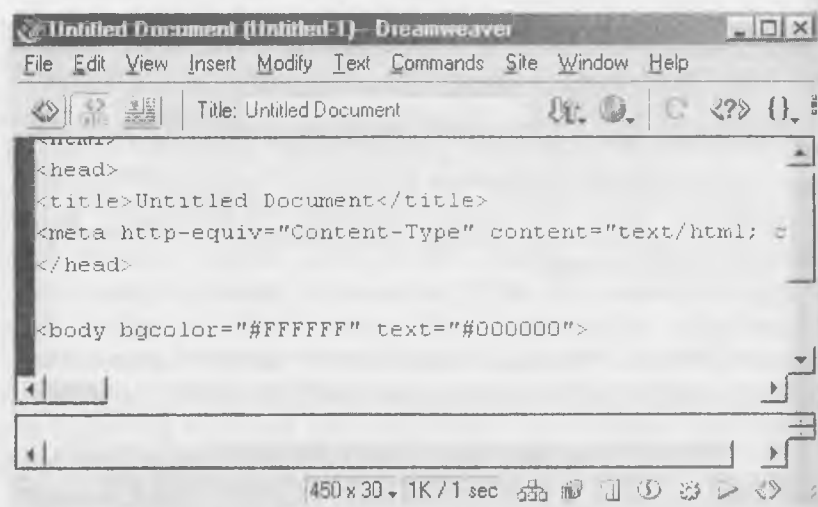 Untitled Document (Untitled-1) - Dreamweaver
File Edit View Insert Modify Text Commands Site Window Help
Title: Untitled Document
<html>
<head>
<title>Untitled Document</title>
<meta http-equiv="Content-Type" content="text/html; c
</head>
<body bgcolor="#FFFFFF" text="#000000">
450 x 30 1K / 1 sec